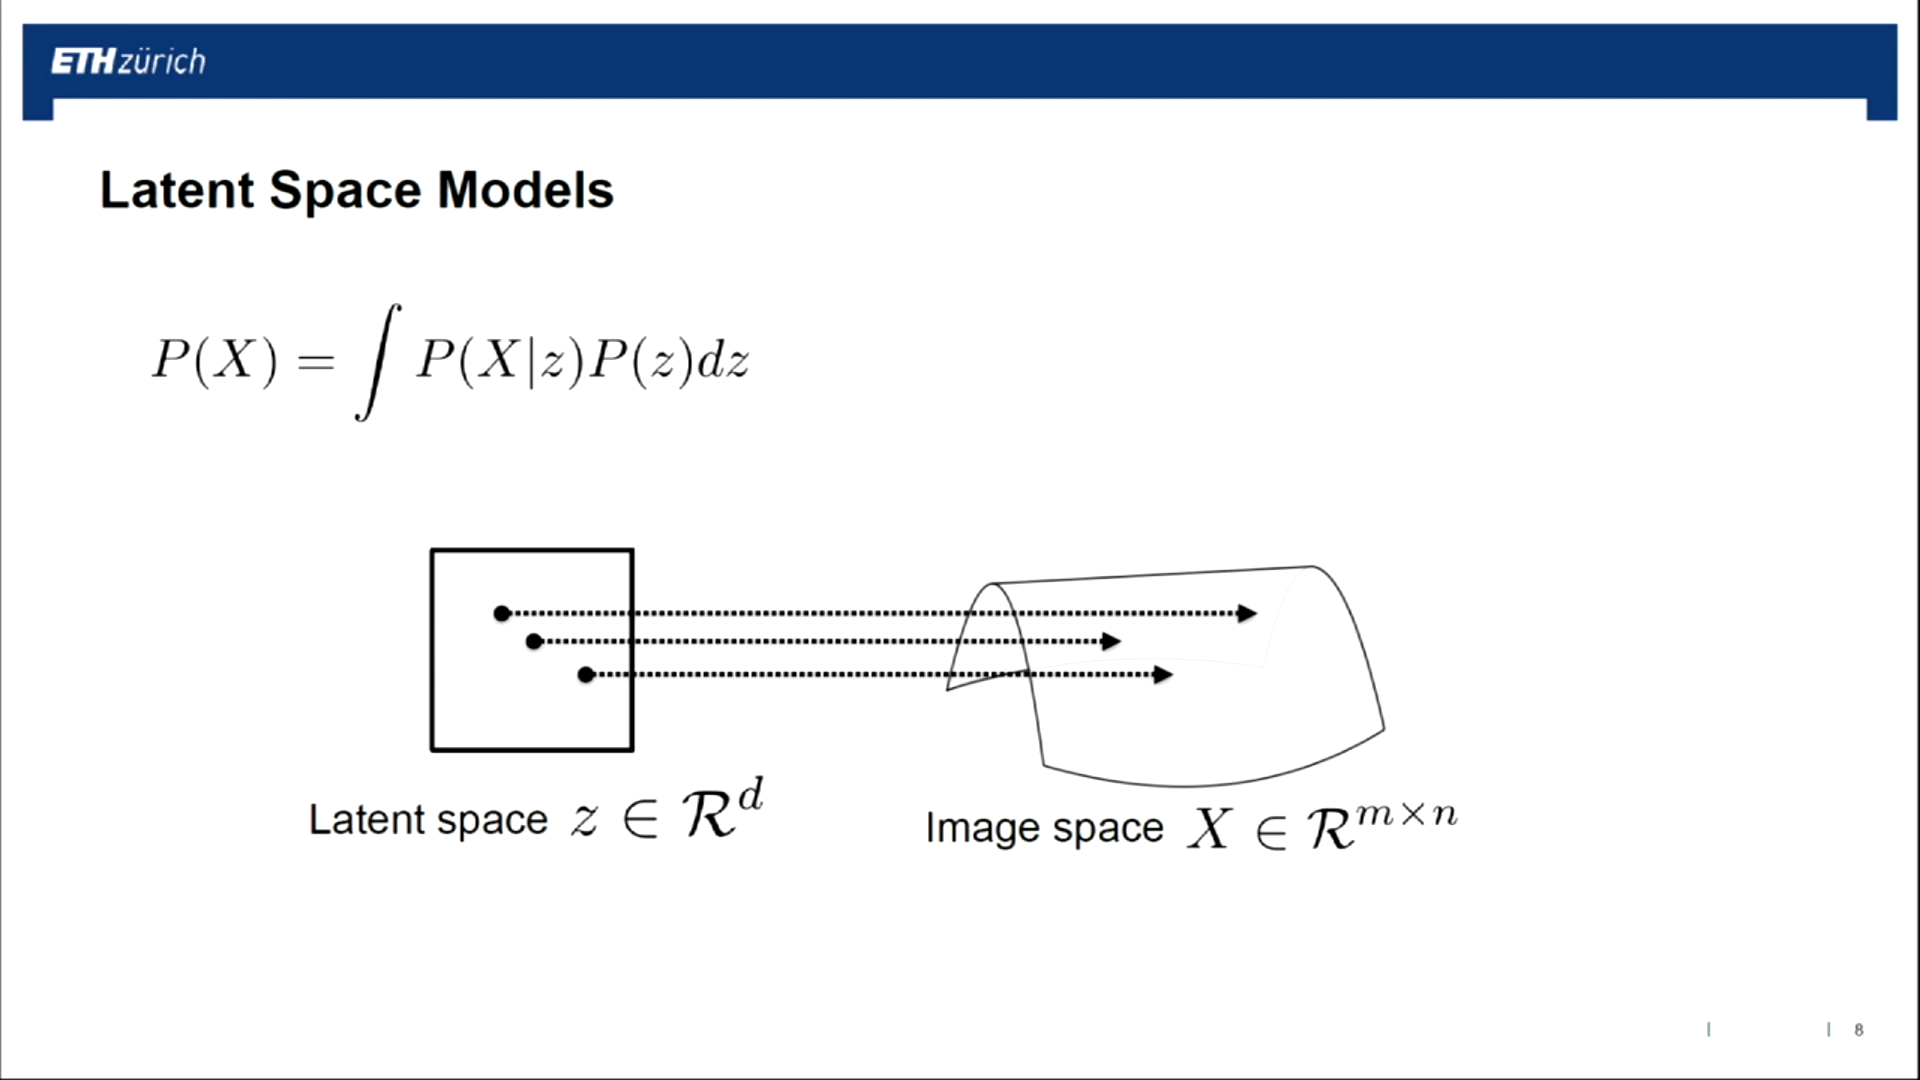 ETH zürich
Latent Space Models
P(X) = ∫ P(X|z)P(z)dz
Latent space z ∈ ℛ^d
Image space X ∈ ℛ^{m×n}
| | 8